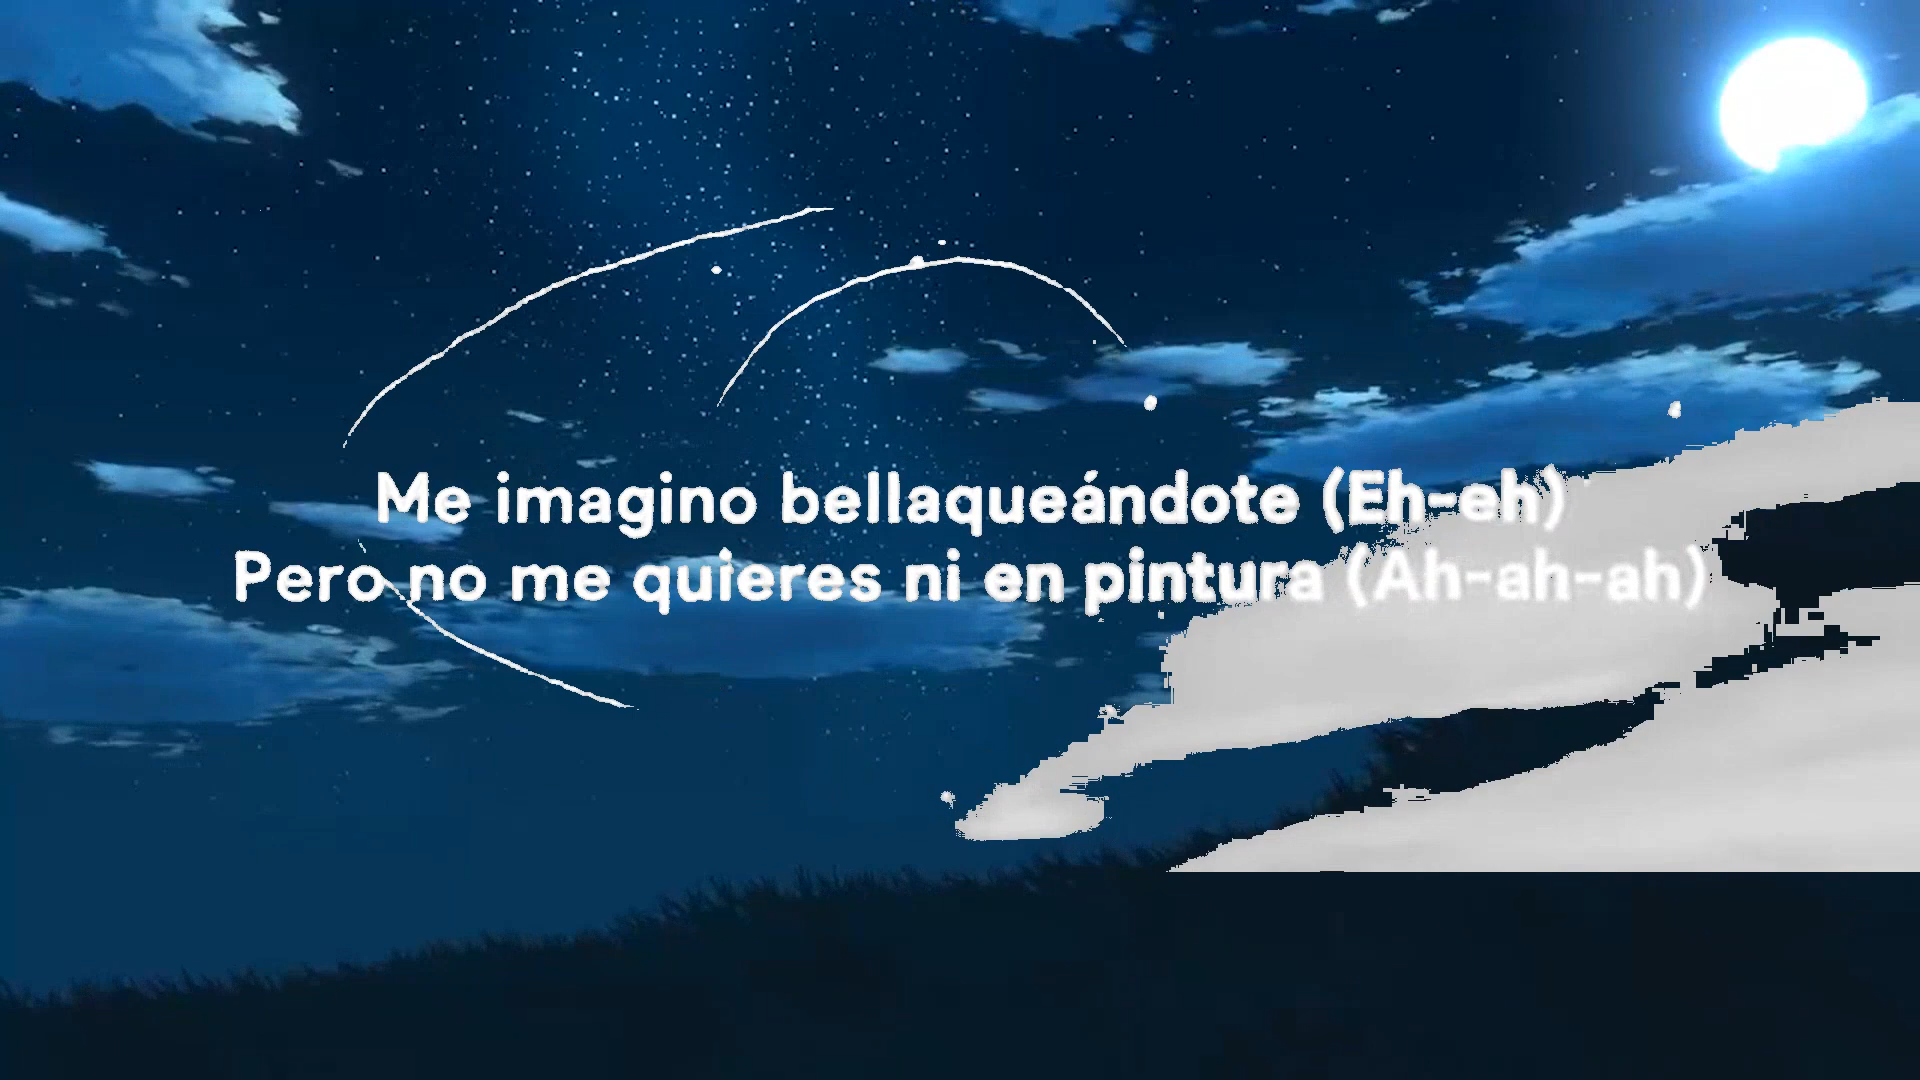 Me imagino bellaqueándote (Eh-eh)
Pero no me quieres ni en pintura (Ah-ah-ah)